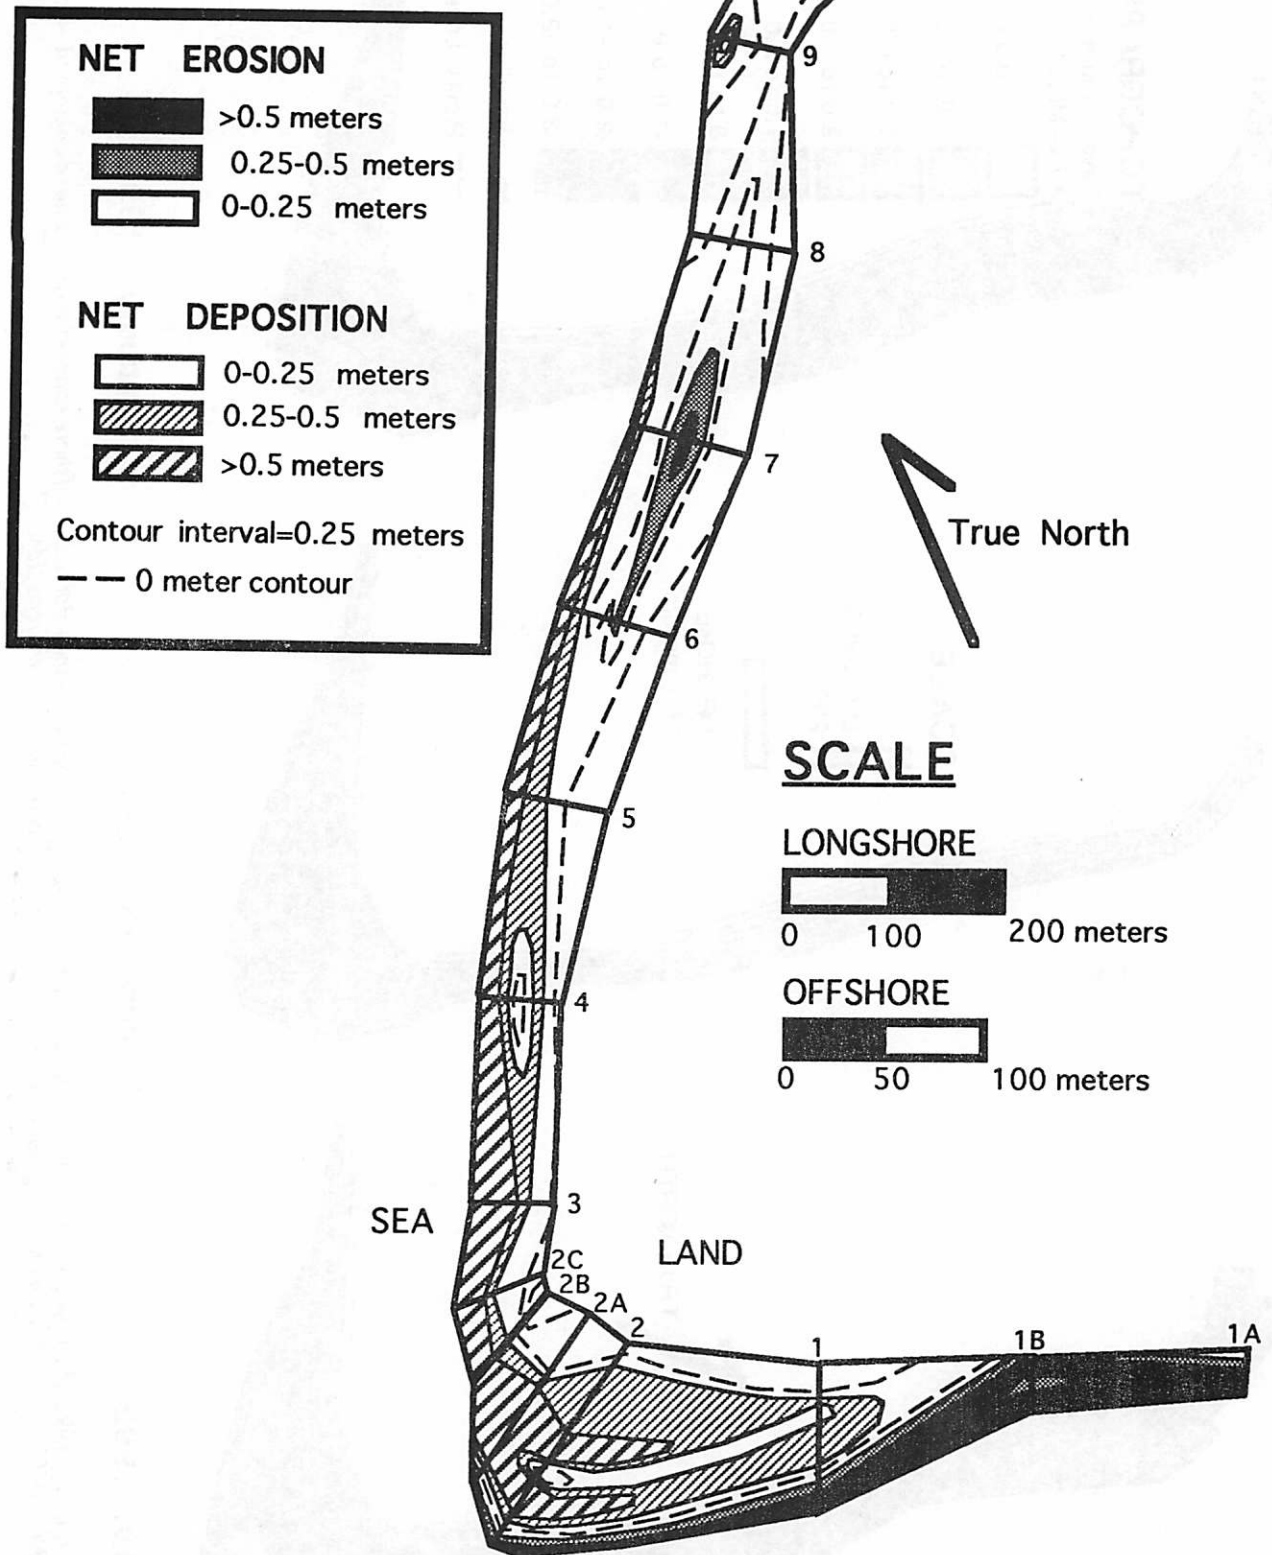 NET EROSION
>0.5 meters
0.25-0.5 meters
0-0.25 meters
NET DEPOSITION
0-0.25 meters
0.25-0.5 meters
>0.5 meters
Contour interval=0.25 meters
0 meter contour
9
8
7
True North
6
SCALE
5
LONGSHORE
0 100 200 meters
4
OFFSHORE
0 50 100 meters
3
SEA
LAND
2C
2B
2A
2
1
1B
1A